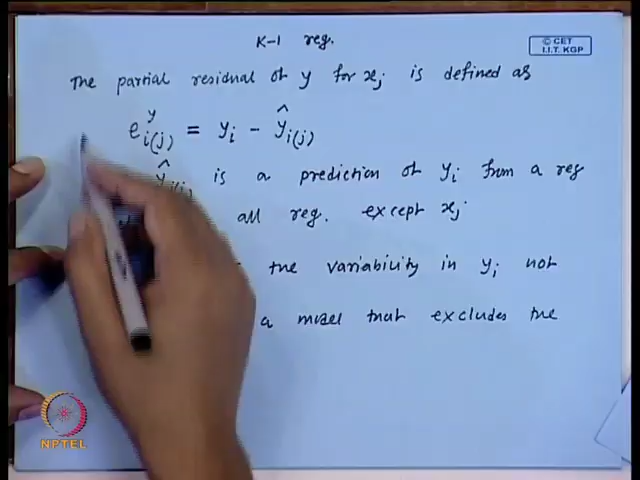 K-1 reg.
© CET
I.I.T. KGP
The partial residual of y for xj is defined as
e^y_i(j) = yi - ŷi(j)
ŷi(j) is a prediction of yi from a reg
all reg. except xj
the variability in yi not
a model that excludes the
NPTEL